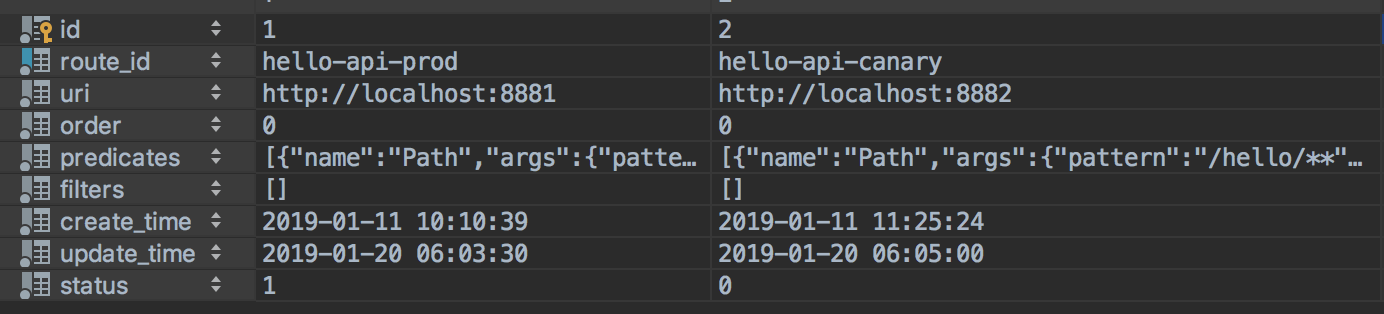 id 1 2
route_id hello-api-prod hello-api-canary
uri http://localhost:8881 http://localhost:8882
order 0 0
predicates [{"name":"Path","args":{"patte… [{"name":"Path","args":{"pattern":"/hello/**"…
filters [] []
create_time 2019-01-11 10:10:39 2019-01-11 11:25:24
update_time 2019-01-20 06:03:30 2019-01-20 06:05:00
status 1 0